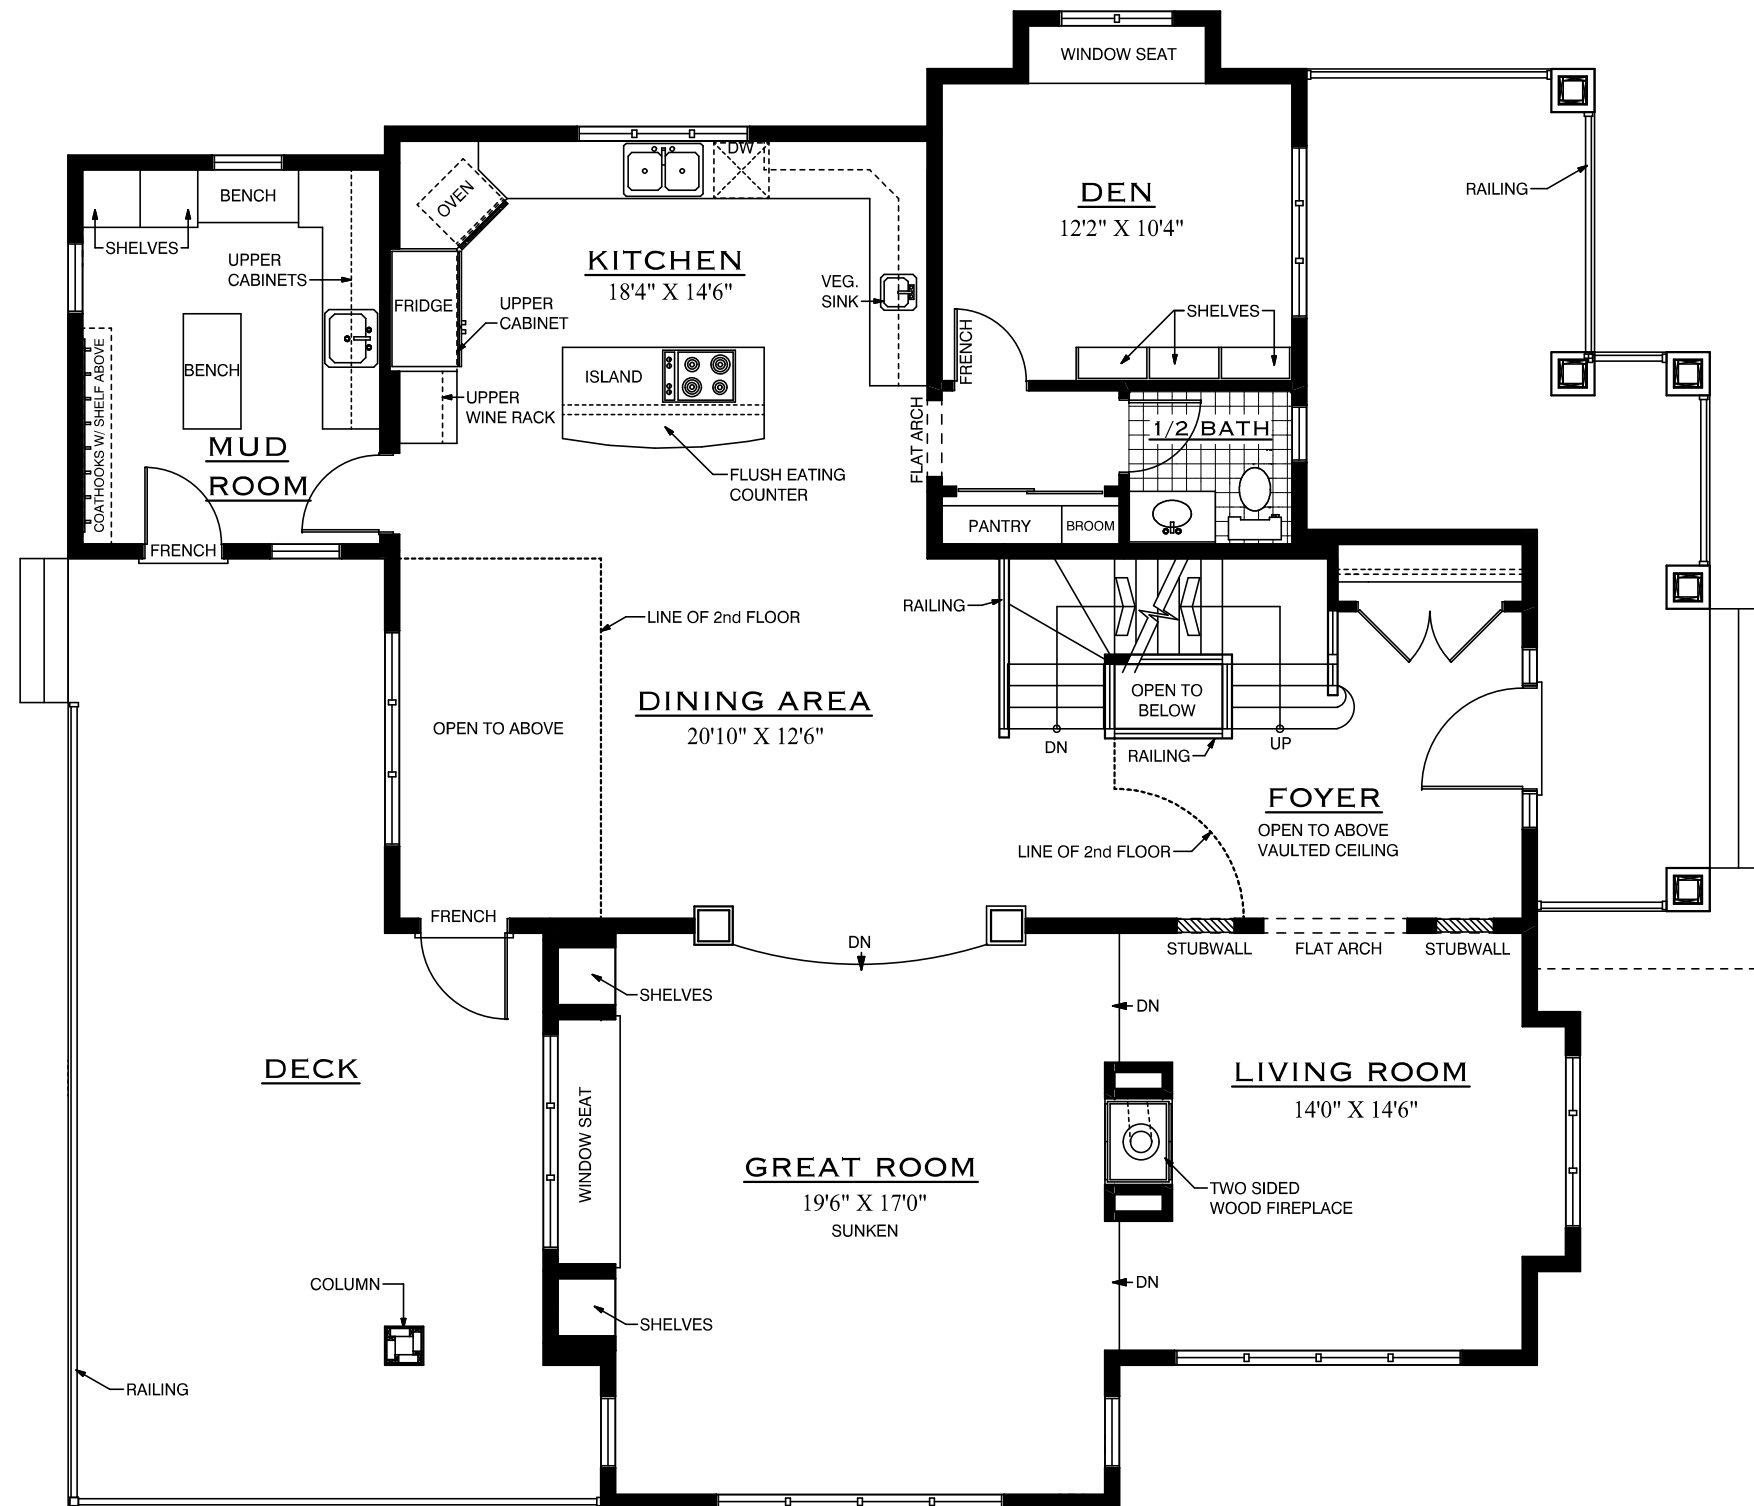 WINDOW SEAT
DW
DEN
12'2" X 10'4"
RAILING
BENCH
OVEN
SHELVES
UPPER
CABINETS
KITCHEN
18'4" X 14'6"
VEG.
SINK
FRIDGE
UPPER
CABINET
SHELVES
FRENCH
BENCH
ISLAND
UPPER
WINE RACK
COATHOOKS W/ SHELF ABOVE
FLAT ARCH
1/2 BATH
MUD
ROOM
FLUSH EATING
COUNTER
PANTRY
BROOM
FRENCH
RAILING
LINE OF 2nd FLOOR
OPEN TO
BELOW
DINING AREA
20'10" X 12'6"
OPEN TO ABOVE
DN
RAILING
UP
FOYER
OPEN TO ABOVE
VAULTED CEILING
LINE OF 2nd FLOOR
FRENCH
DN
STUBWALL
FLAT ARCH
STUBWALL
SHELVES
DN
DECK
LIVING ROOM
14'0" X 14'6"
WINDOW SEAT
GREAT ROOM
19'6" X 17'0"
SUNKEN
TWO SIDED
WOOD FIREPLACE
COLUMN
DN
SHELVES
RAILING